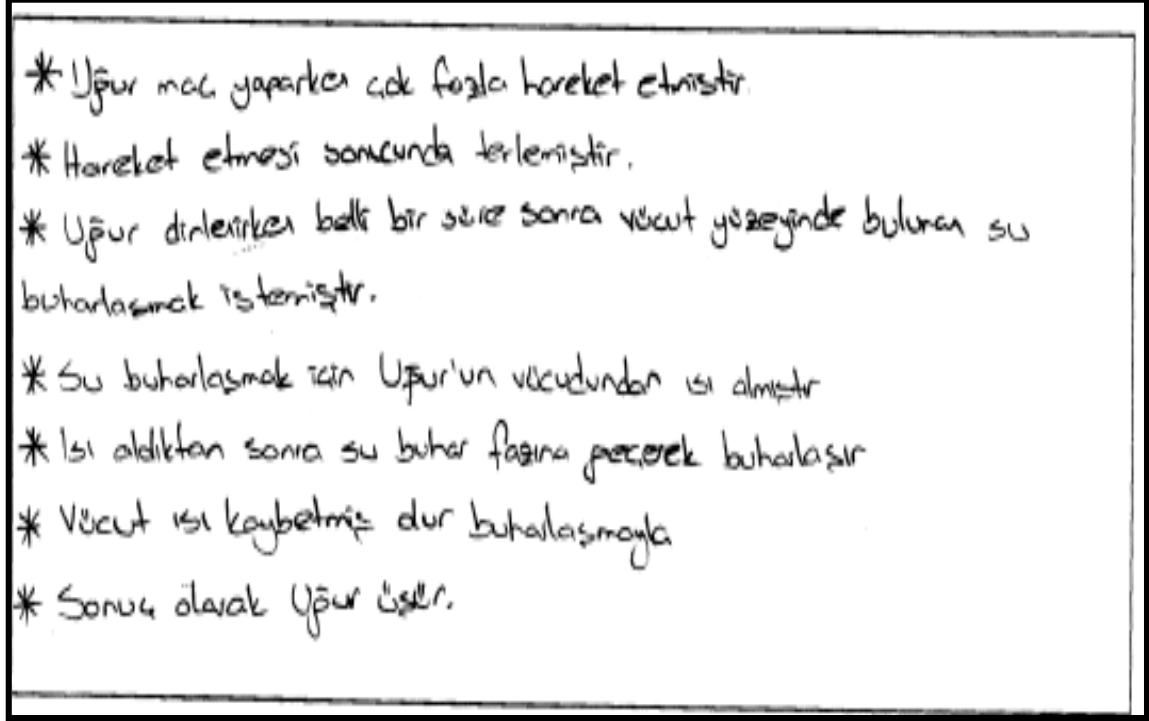 * Uğur maç yaparken çok fazla hareket etmiştir.
* Hareket etmesi sonucunda terlemiştir.
* Uğur dinlenirken belli bir süre sonra vücut yüzeyinde bulunan su
buharlaşmak istemiştir.
* Su buharlaşmak için Uğur'un vücudundan ısı almıştır
* Isı aldıktan sonra su buhar fazına geçerek buharlaşır
* Vücut ısı kaybetmiş olur buharlaşmayla
* Sonuç olarak Uğur üşür.